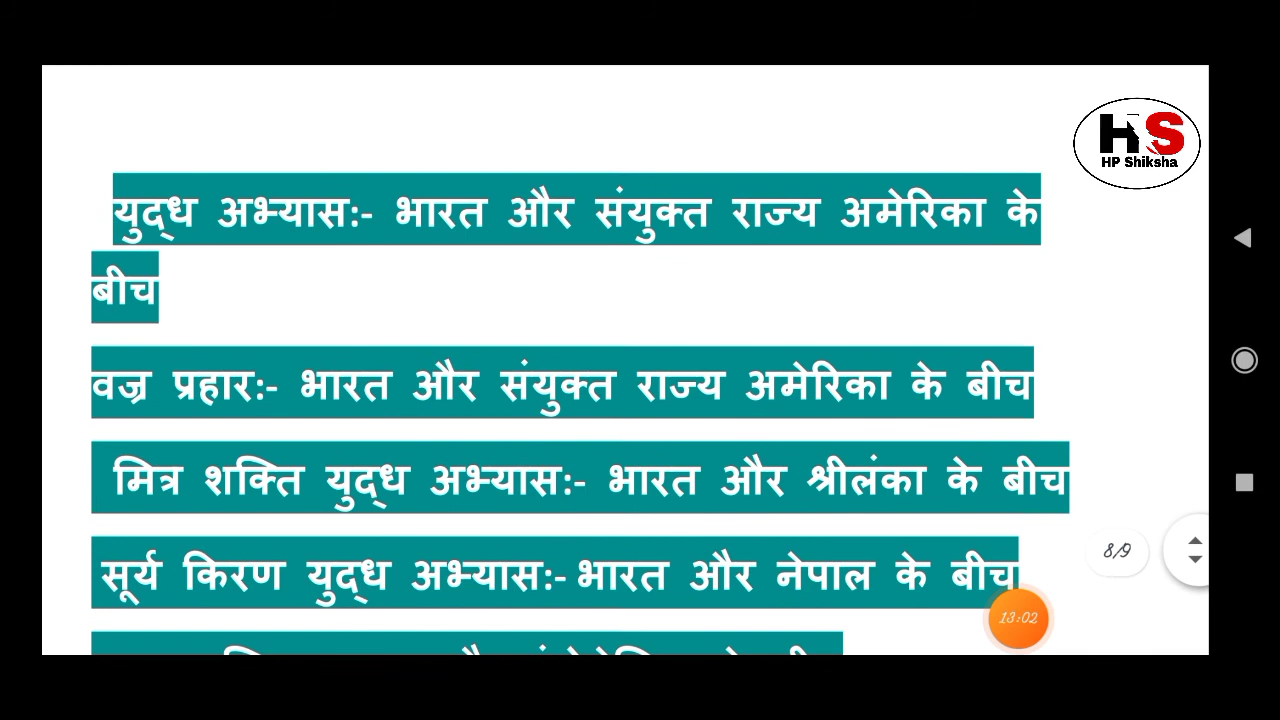 HS
HP Shiksha
युद्ध अभ्यास:- भारत और संयुक्त राज्य अमेरिका के
बीच
वज्र प्रहार:- भारत और संयुक्त राज्य अमेरिका के बीच
मित्र शक्ति युद्ध अभ्यास:- भारत और श्रीलंका के बीच
सूर्य किरण युद्ध अभ्यास:- भारत और नेपाल के बीच
8/9
13:02